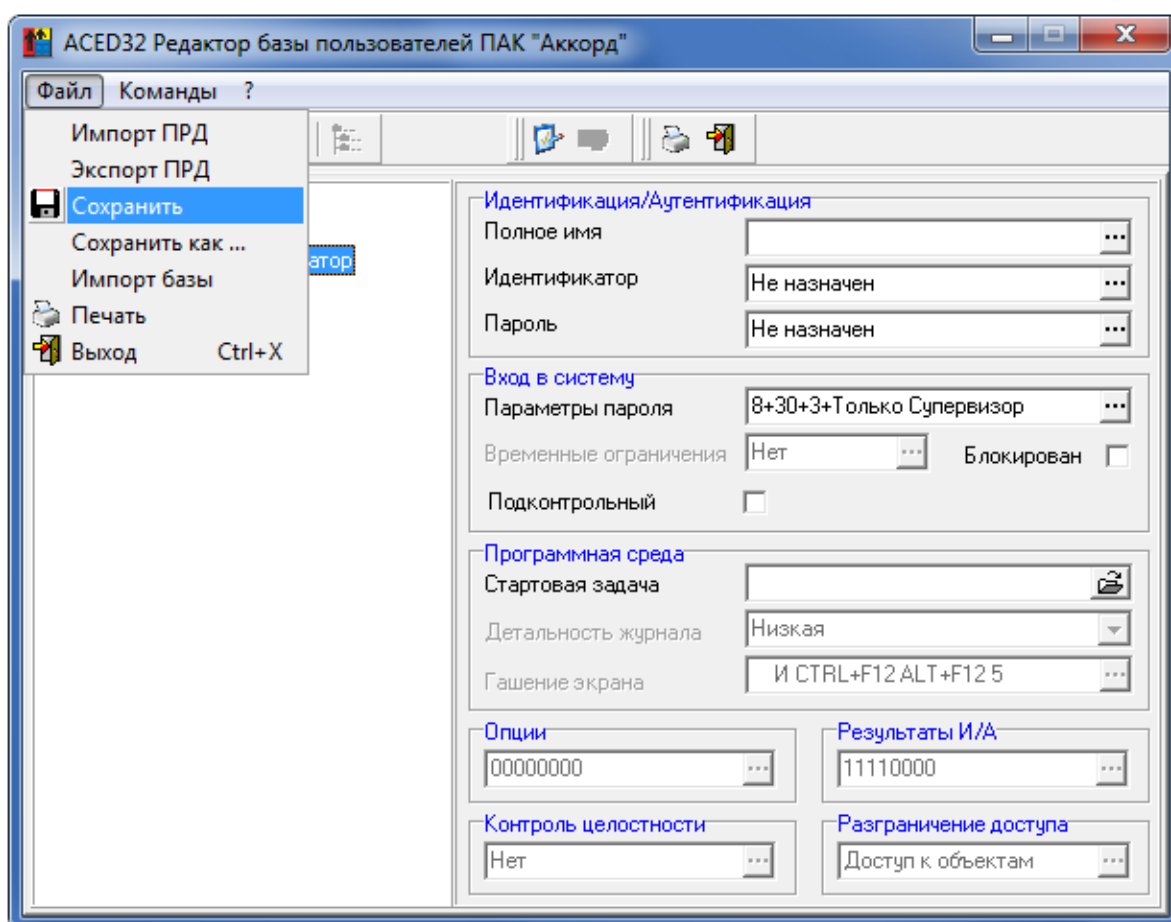 ACED32 Редактор базы пользователей ПАК "Аккорд"
Файл Команды ?
Импорт ПРД
Экспорт ПРД
Сохранить
Сохранить как ...
Импорт базы
Печать
Выход Ctrl+X
атор
Идентификация/Аутентификация
Полное имя ...
Идентификатор Не назначен ...
Пароль Не назначен ...
Вход в систему
Параметры пароля 8+30+3+Только Супервизор ...
Временные ограничения Нет ... Блокирован
Подконтрольный
Программная среда
Стартовая задача
Детальность журнала Низкая
Гашение экрана И CTRL+F12 ALT+F12 5 ...
Опции Результаты И/А
00000000 ... 11110000 ...
Контроль целостности Разграничение доступа
Нет ... Доступ к объектам ...